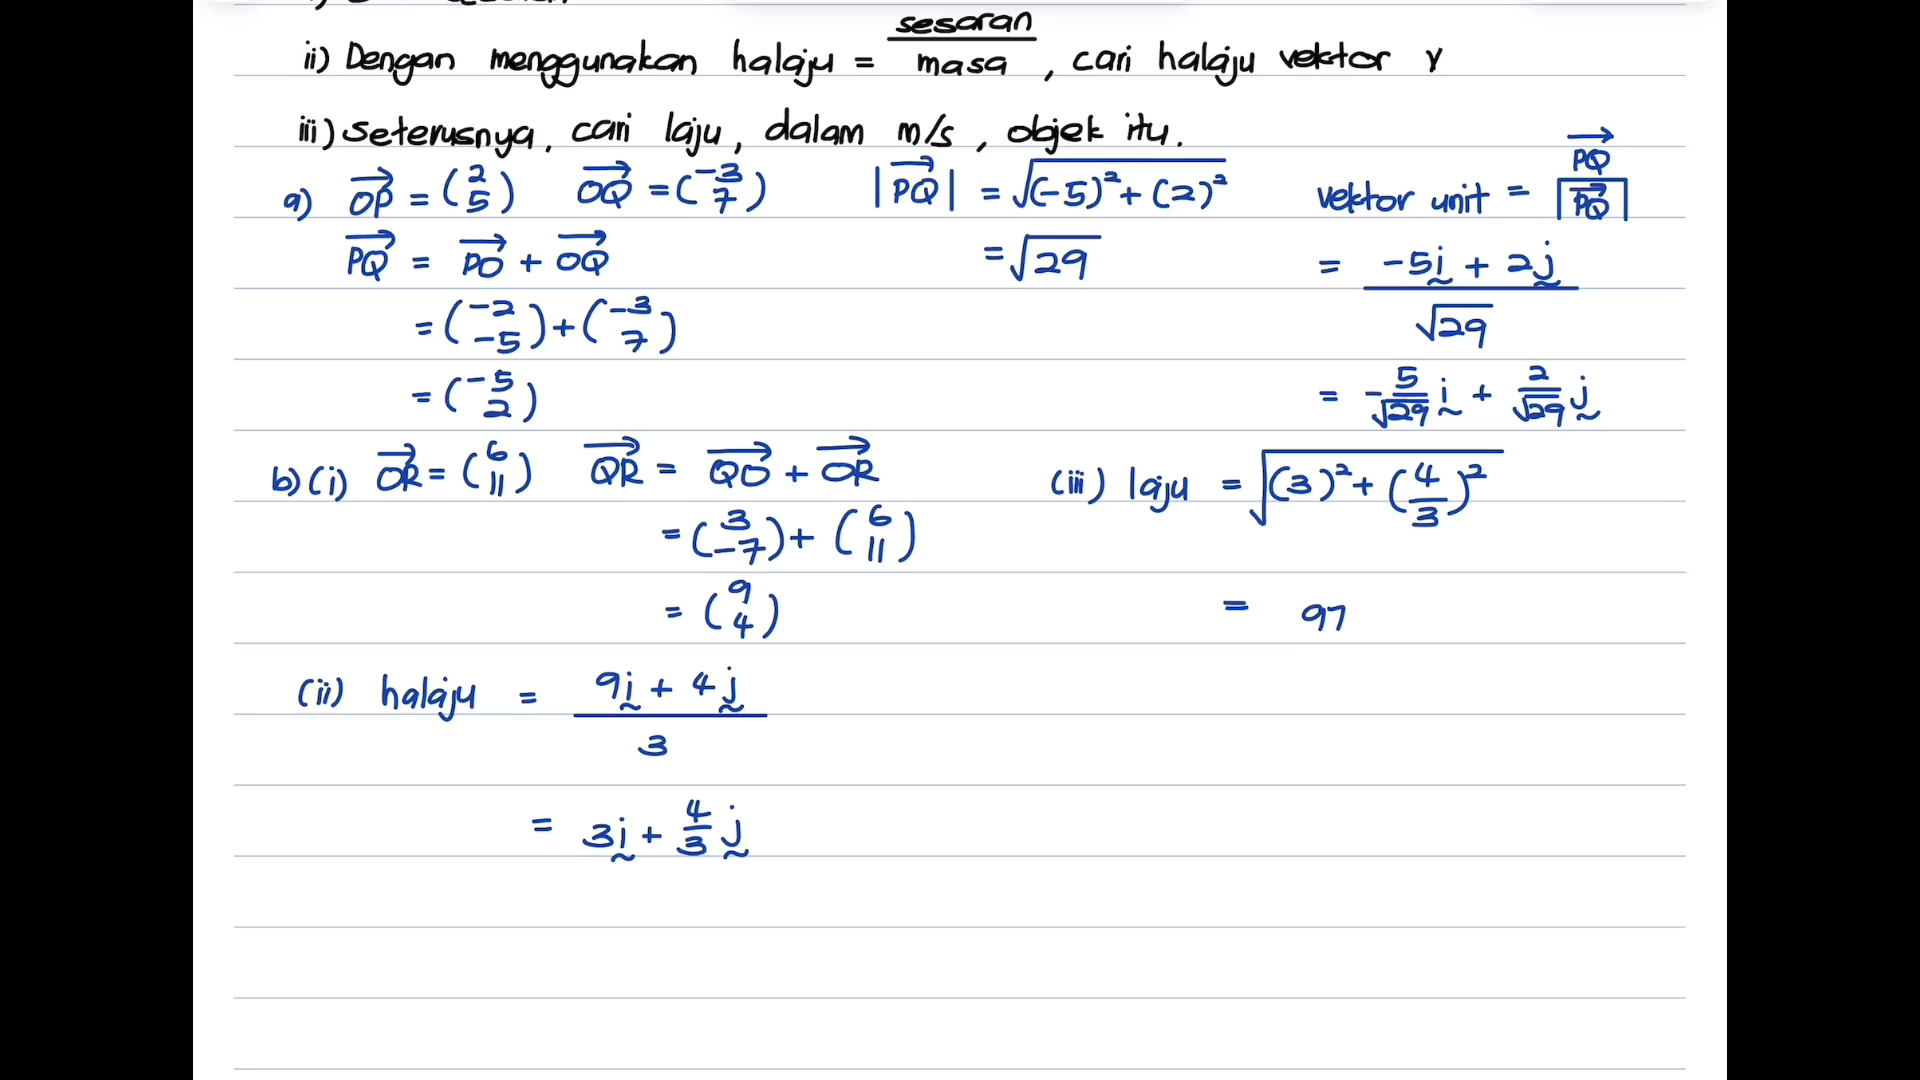 sesaran
ii) Dengan menggunakan halaju = masa , cari halaju vektor Y
iii) Seterusnya, cari laju, dalam m/s, objek itu.
a) OP = (2 5) OQ = (-3 7)
PQ = PO + OQ
= (-2 -5) + (-3 7)
= (-5 2)
|PQ| = √(-5)² + (2)²
= √29
vektor unit = PQ / |PQ|
= -5i + 2j / √29
= -5/√29 i + 2/√29 j
b) (i) OR = (6 11) QR = QO + OR
= (3 -7) + (6 11)
= (9 4)
(ii) halaju = 9i + 4j / 3
= 3i + 4/3 j
(iii) laju = √(3)² + (4/3)²
= 97